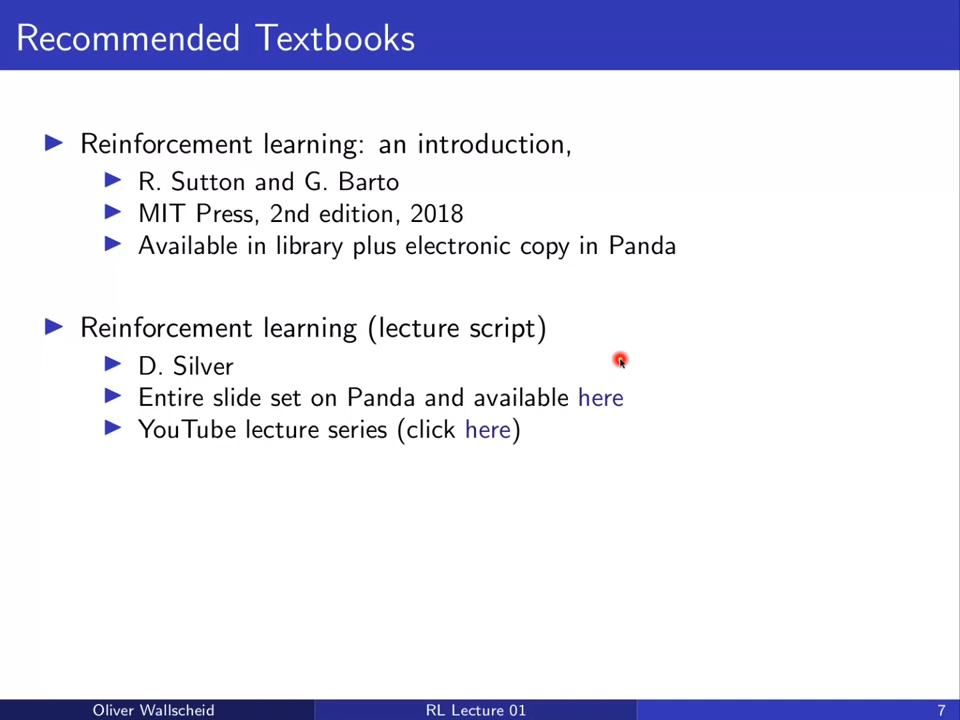 Recommended Textbooks
Reinforcement learning: an introduction,
R. Sutton and G. Barto
MIT Press, 2nd edition, 2018
Available in library plus electronic copy in Panda
Reinforcement learning (lecture script)
D. Silver
Entire slide set on Panda and available here
YouTube lecture series (click here)
Oliver Wallscheid RL Lecture 01 7